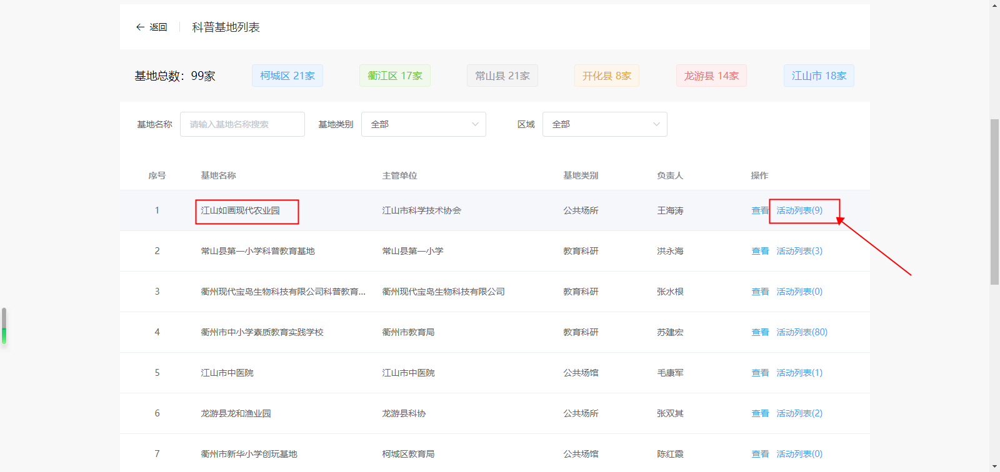 返回 科普基地列表
基地总数：99家 柯城区 21家 衢江区 17家 常山县 21家 开化县 8家 龙游县 14家 江山市 18家
基地名称 请输入基地名称搜索 基地类别 全部 区域 全部
序号 基地名称 主管单位 基地类别 负责人 操作
1 江山如画现代农业园 江山市科学技术协会 公共场所 王海涛 查看 活动列表(9)
2 常山县第一小学科普教育基地 常山县第一小学 教育科研 洪永海 查看 活动列表(3)
3 衢州现代宝岛生物科技有限公司科普教育... 衢州现代宝岛生物科技有限公司 教育科研 张水根 查看 活动列表(0)
4 衢州市中小学素质教育实践学校 衢州市教育局 教育科研 苏建宏 查看 活动列表(80)
5 江山市中医院 江山市中医院 公共场馆 毛康军 查看 活动列表(1)
6 龙游县龙和渔业园 龙游县科协 公共场所 张双其 查看 活动列表(2)
7 衢州市新华小学创玩基地 柯城区教育局 公共场馆 陈红霞 查看 活动列表(0)